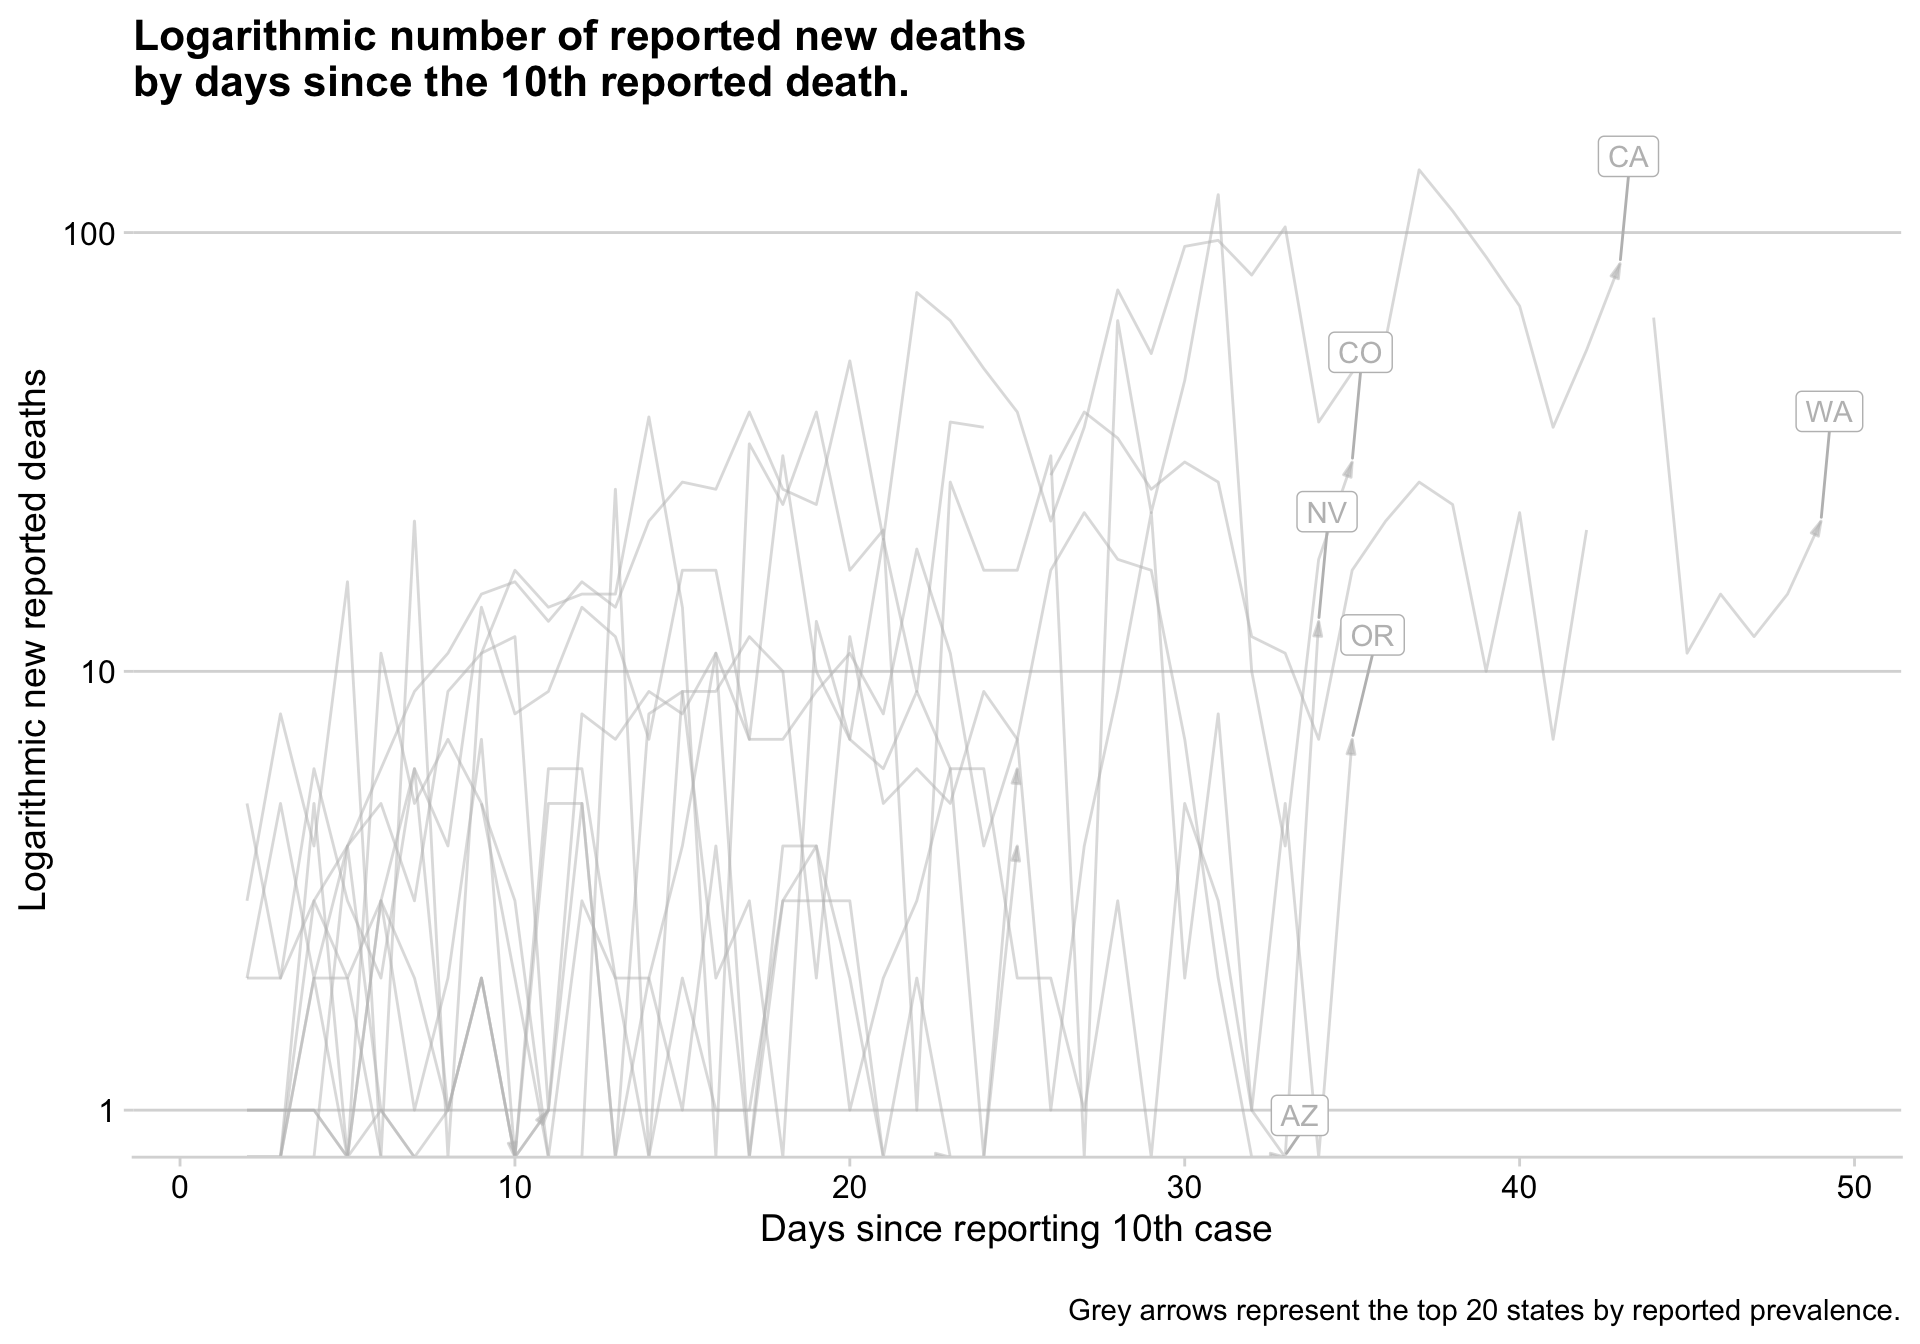 Logarithmic number of reported new deaths
by days since the 10th reported death.
CA
100
CO
WA
NV
OR
10
Logarithmic new reported deaths
1
AZ
0 10 20 30 40 50
Days since reporting 10th case
Grey arrows represent the top 20 states by reported prevalence.